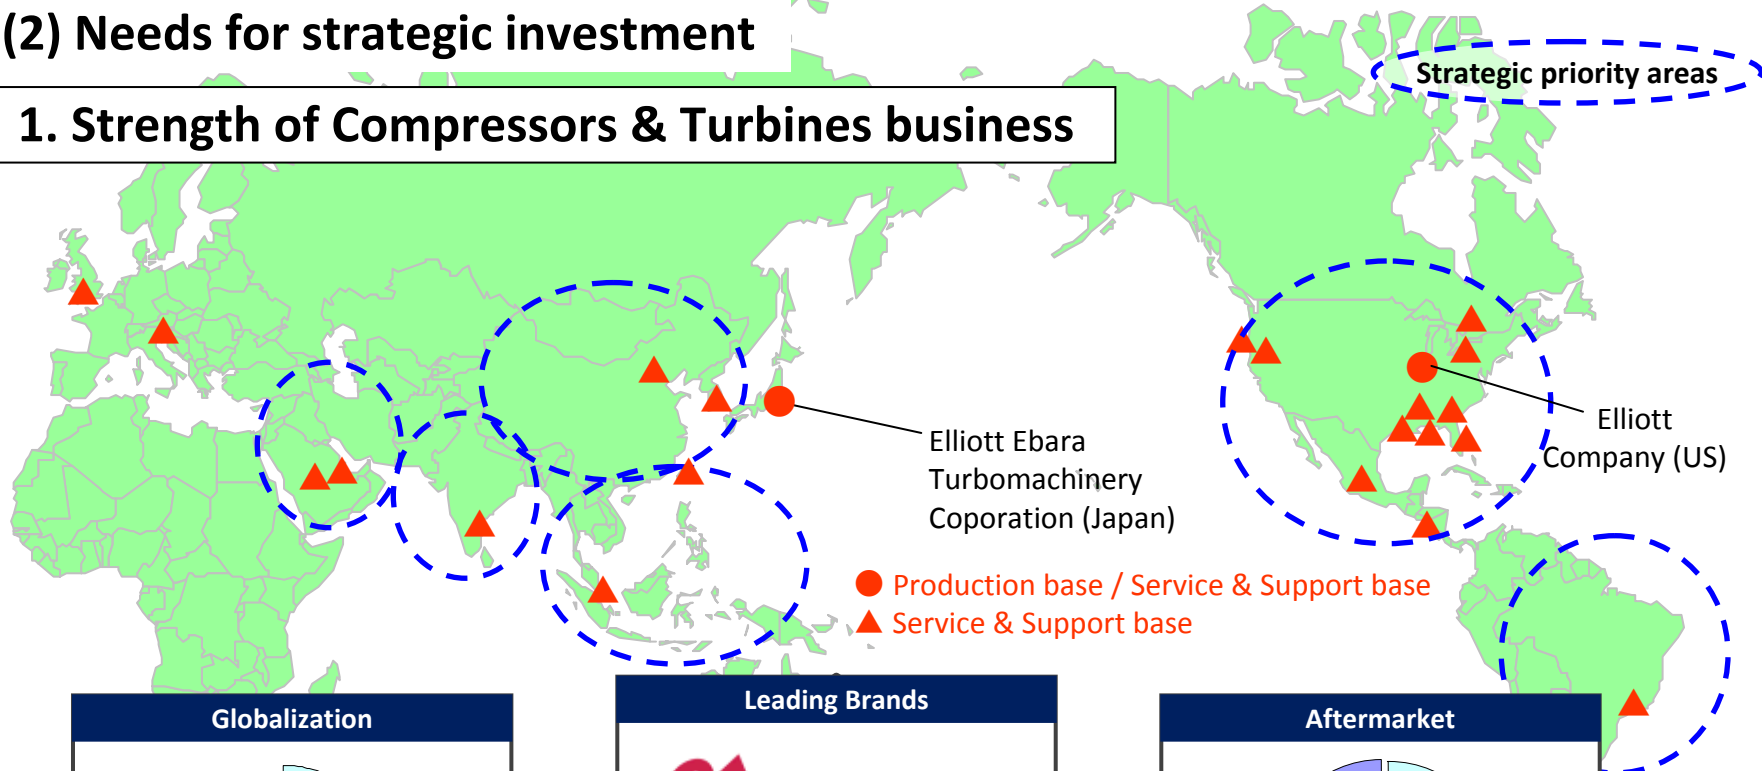 (2) Needs for strategic investment
Strategic priority areas
1. Strength of Compressors & Turbines business
Elliott Ebara
Turbomachinery
Coporation (Japan)
Elliott
Company (US)
Production base / Service & Support base
Service & Support base
Globalization
Leading Brands
Aftermarket